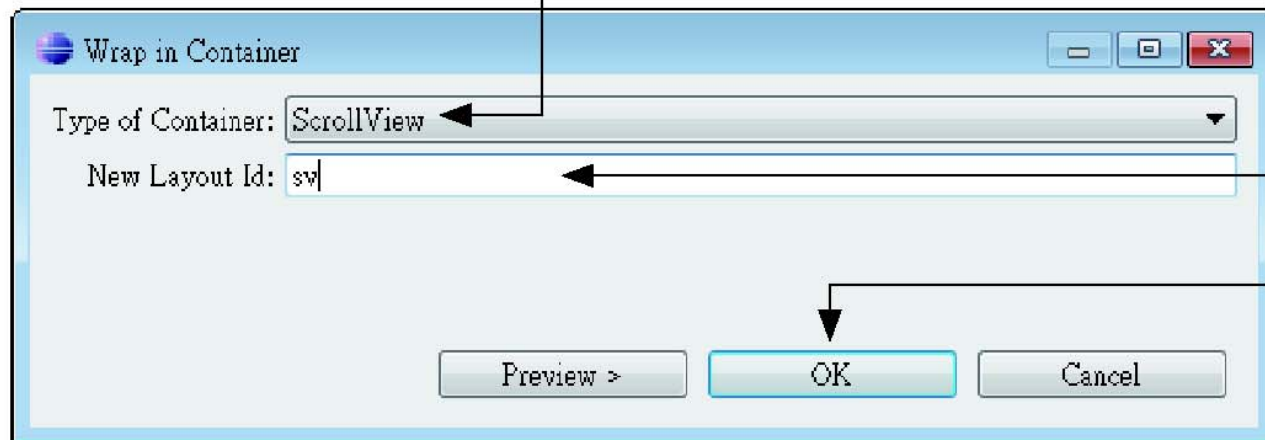 Wrap in Container
Type of Container: ScrollView
New Layout Id: sv
Preview > OK Cancel